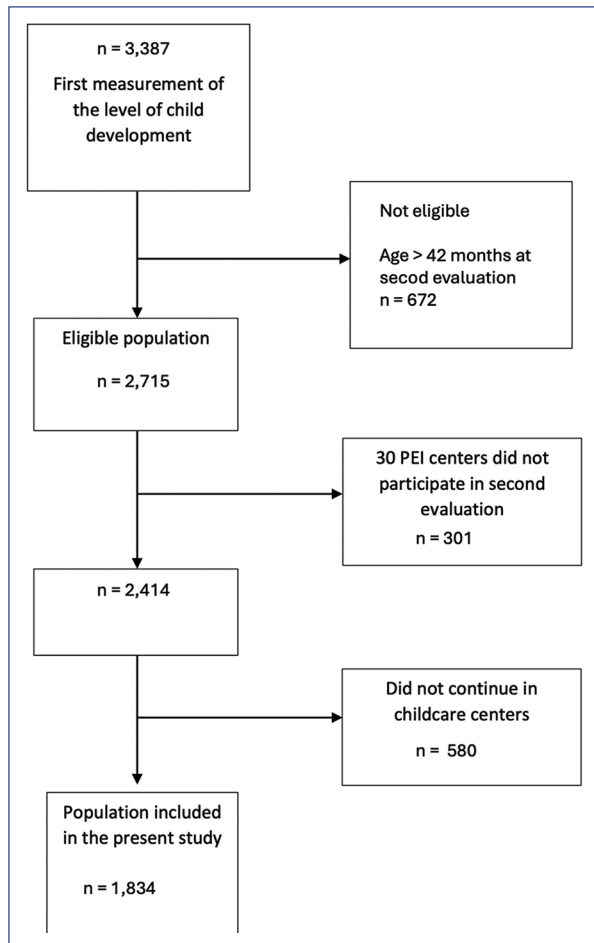 n = 3,387
First measurement of
the level of child
development
Not eligible
Age > 42 months at
secod evaluation
n = 672
Eligible population
n = 2,715
30 PEI centers did not
participate in second
evaluation
n = 301
n = 2,414
Did not continue in
childcare centers
n = 580
Population included
in the present study
n = 1,834